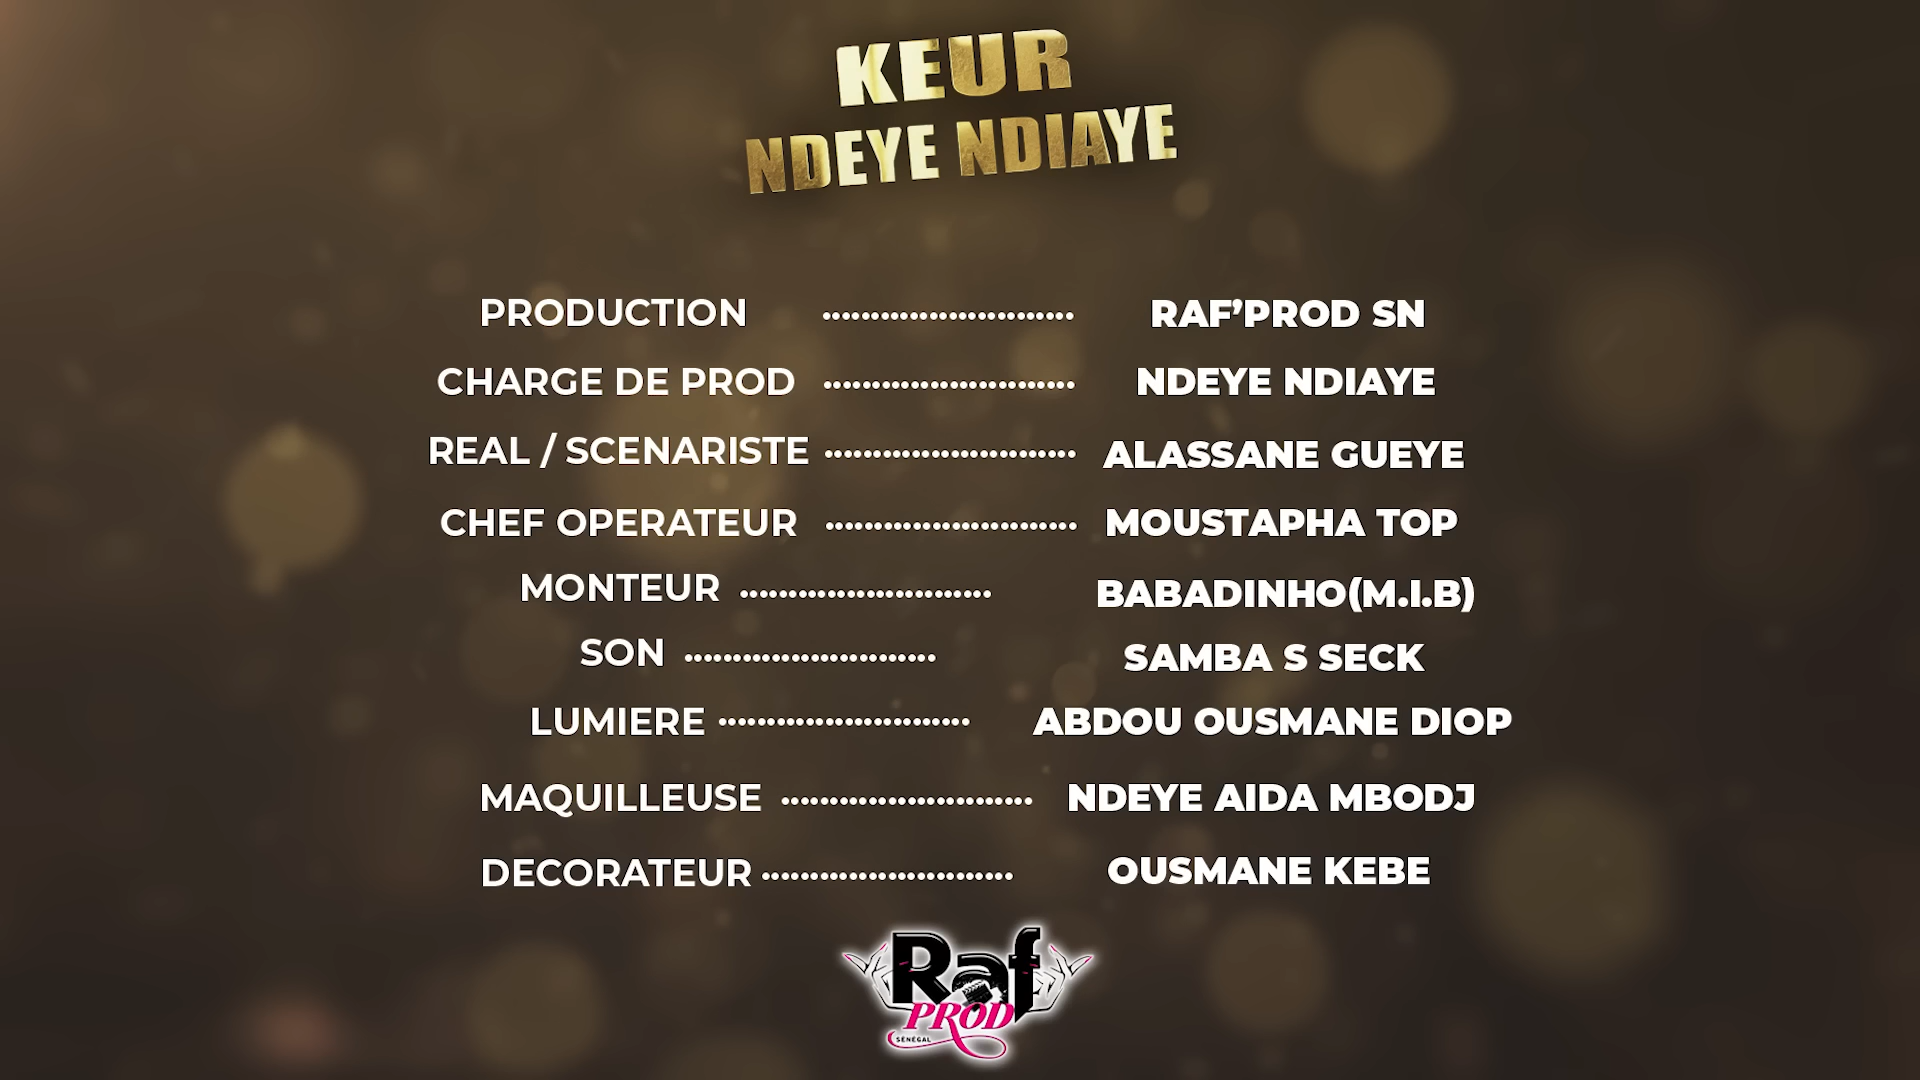 KEUR
NDEYE NDIAYE
PRODUCTION .......................... RAF’PROD SN
CHARGE DE PROD .......................... NDEYE NDIAYE
REAL / SCENARISTE .......................... ALASSANE GUEYE
CHEF OPERATEUR .......................... MOUSTAPHA TOP
MONTEUR .......................... BABADINHO(M.I.B)
SON .......................... SAMBA S SECK
LUMIERE .......................... ABDOU OUSMANE DIOP
MAQUILLEUSE .......................... NDEYE AIDA MBODJ
DECORATEUR .......................... OUSMANE KEBE
Raf
PROD
SÉNÉGAL